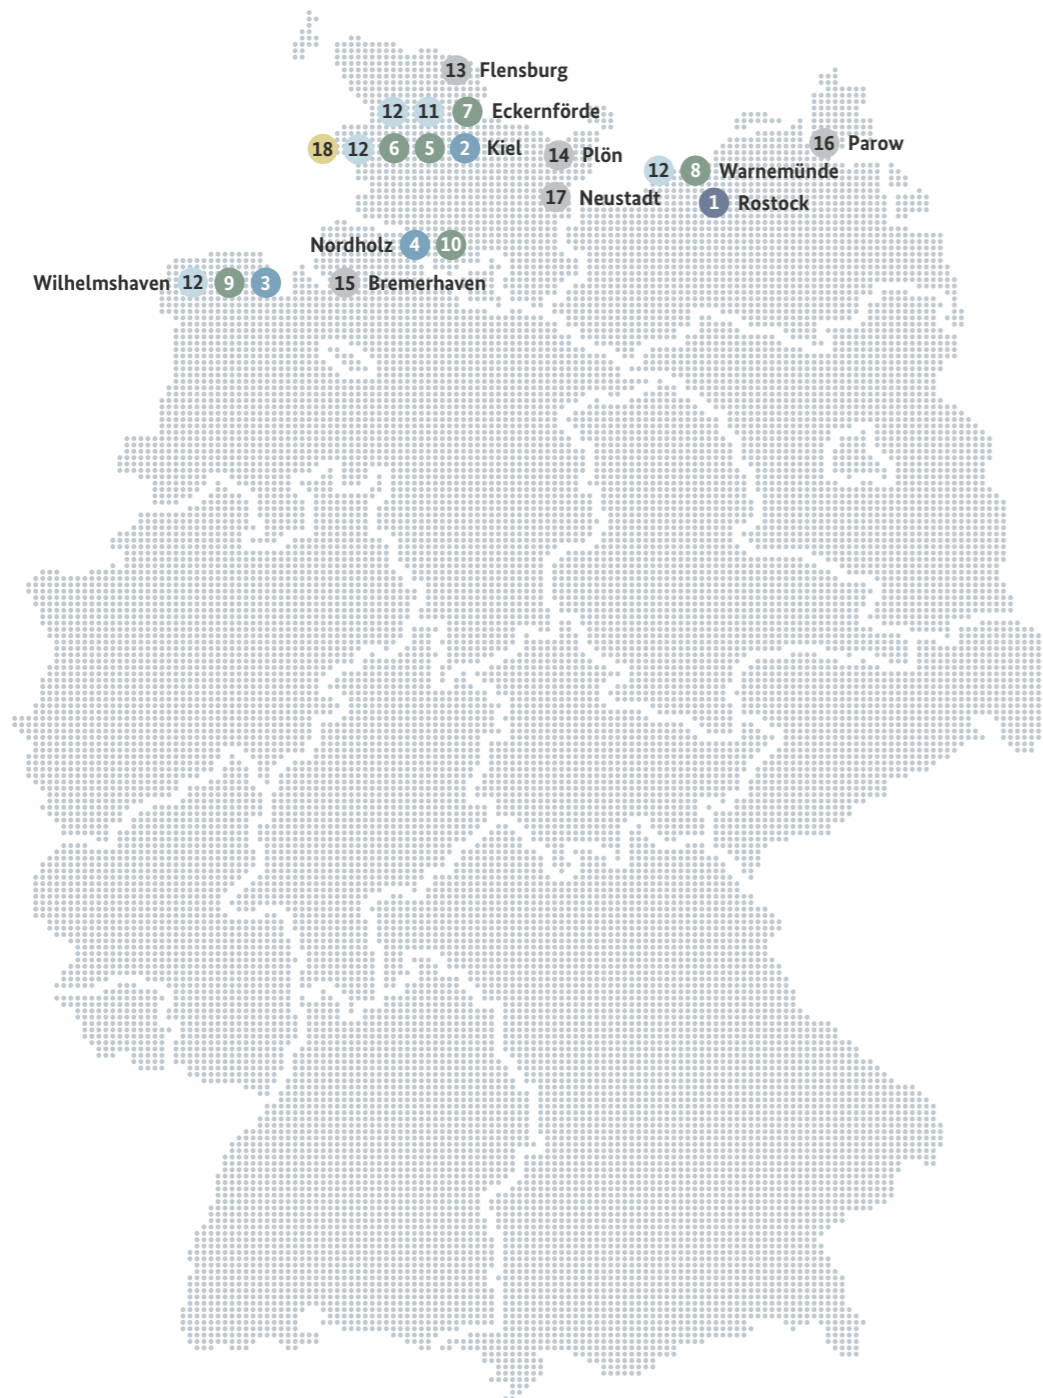 13 Flensburg
12 11 7 Eckernförde
18 12 6 5 2 Kiel
14 Plön
16 Parow
12 8 Warnemünde
17 Neustadt
1 Rostock
Nordholz 4 10
Wilhelmshaven 12 9 3
15 Bremerhaven